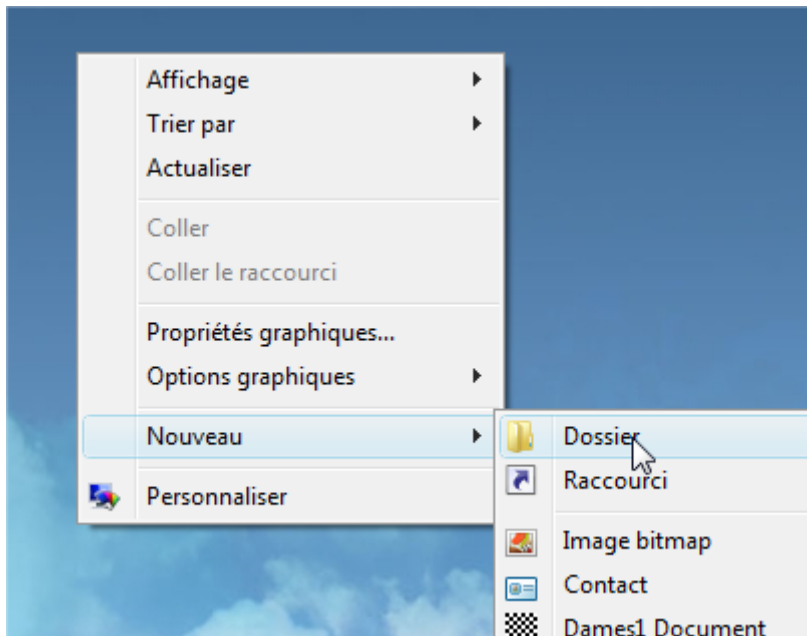 Affichage
Trier par
Actualiser
Coller
Coller le raccourci
Propriétés graphiques...
Options graphiques
Nouveau
Personnaliser
Dossier
Raccourci
Image bitmap
Contact
Dames1 Document